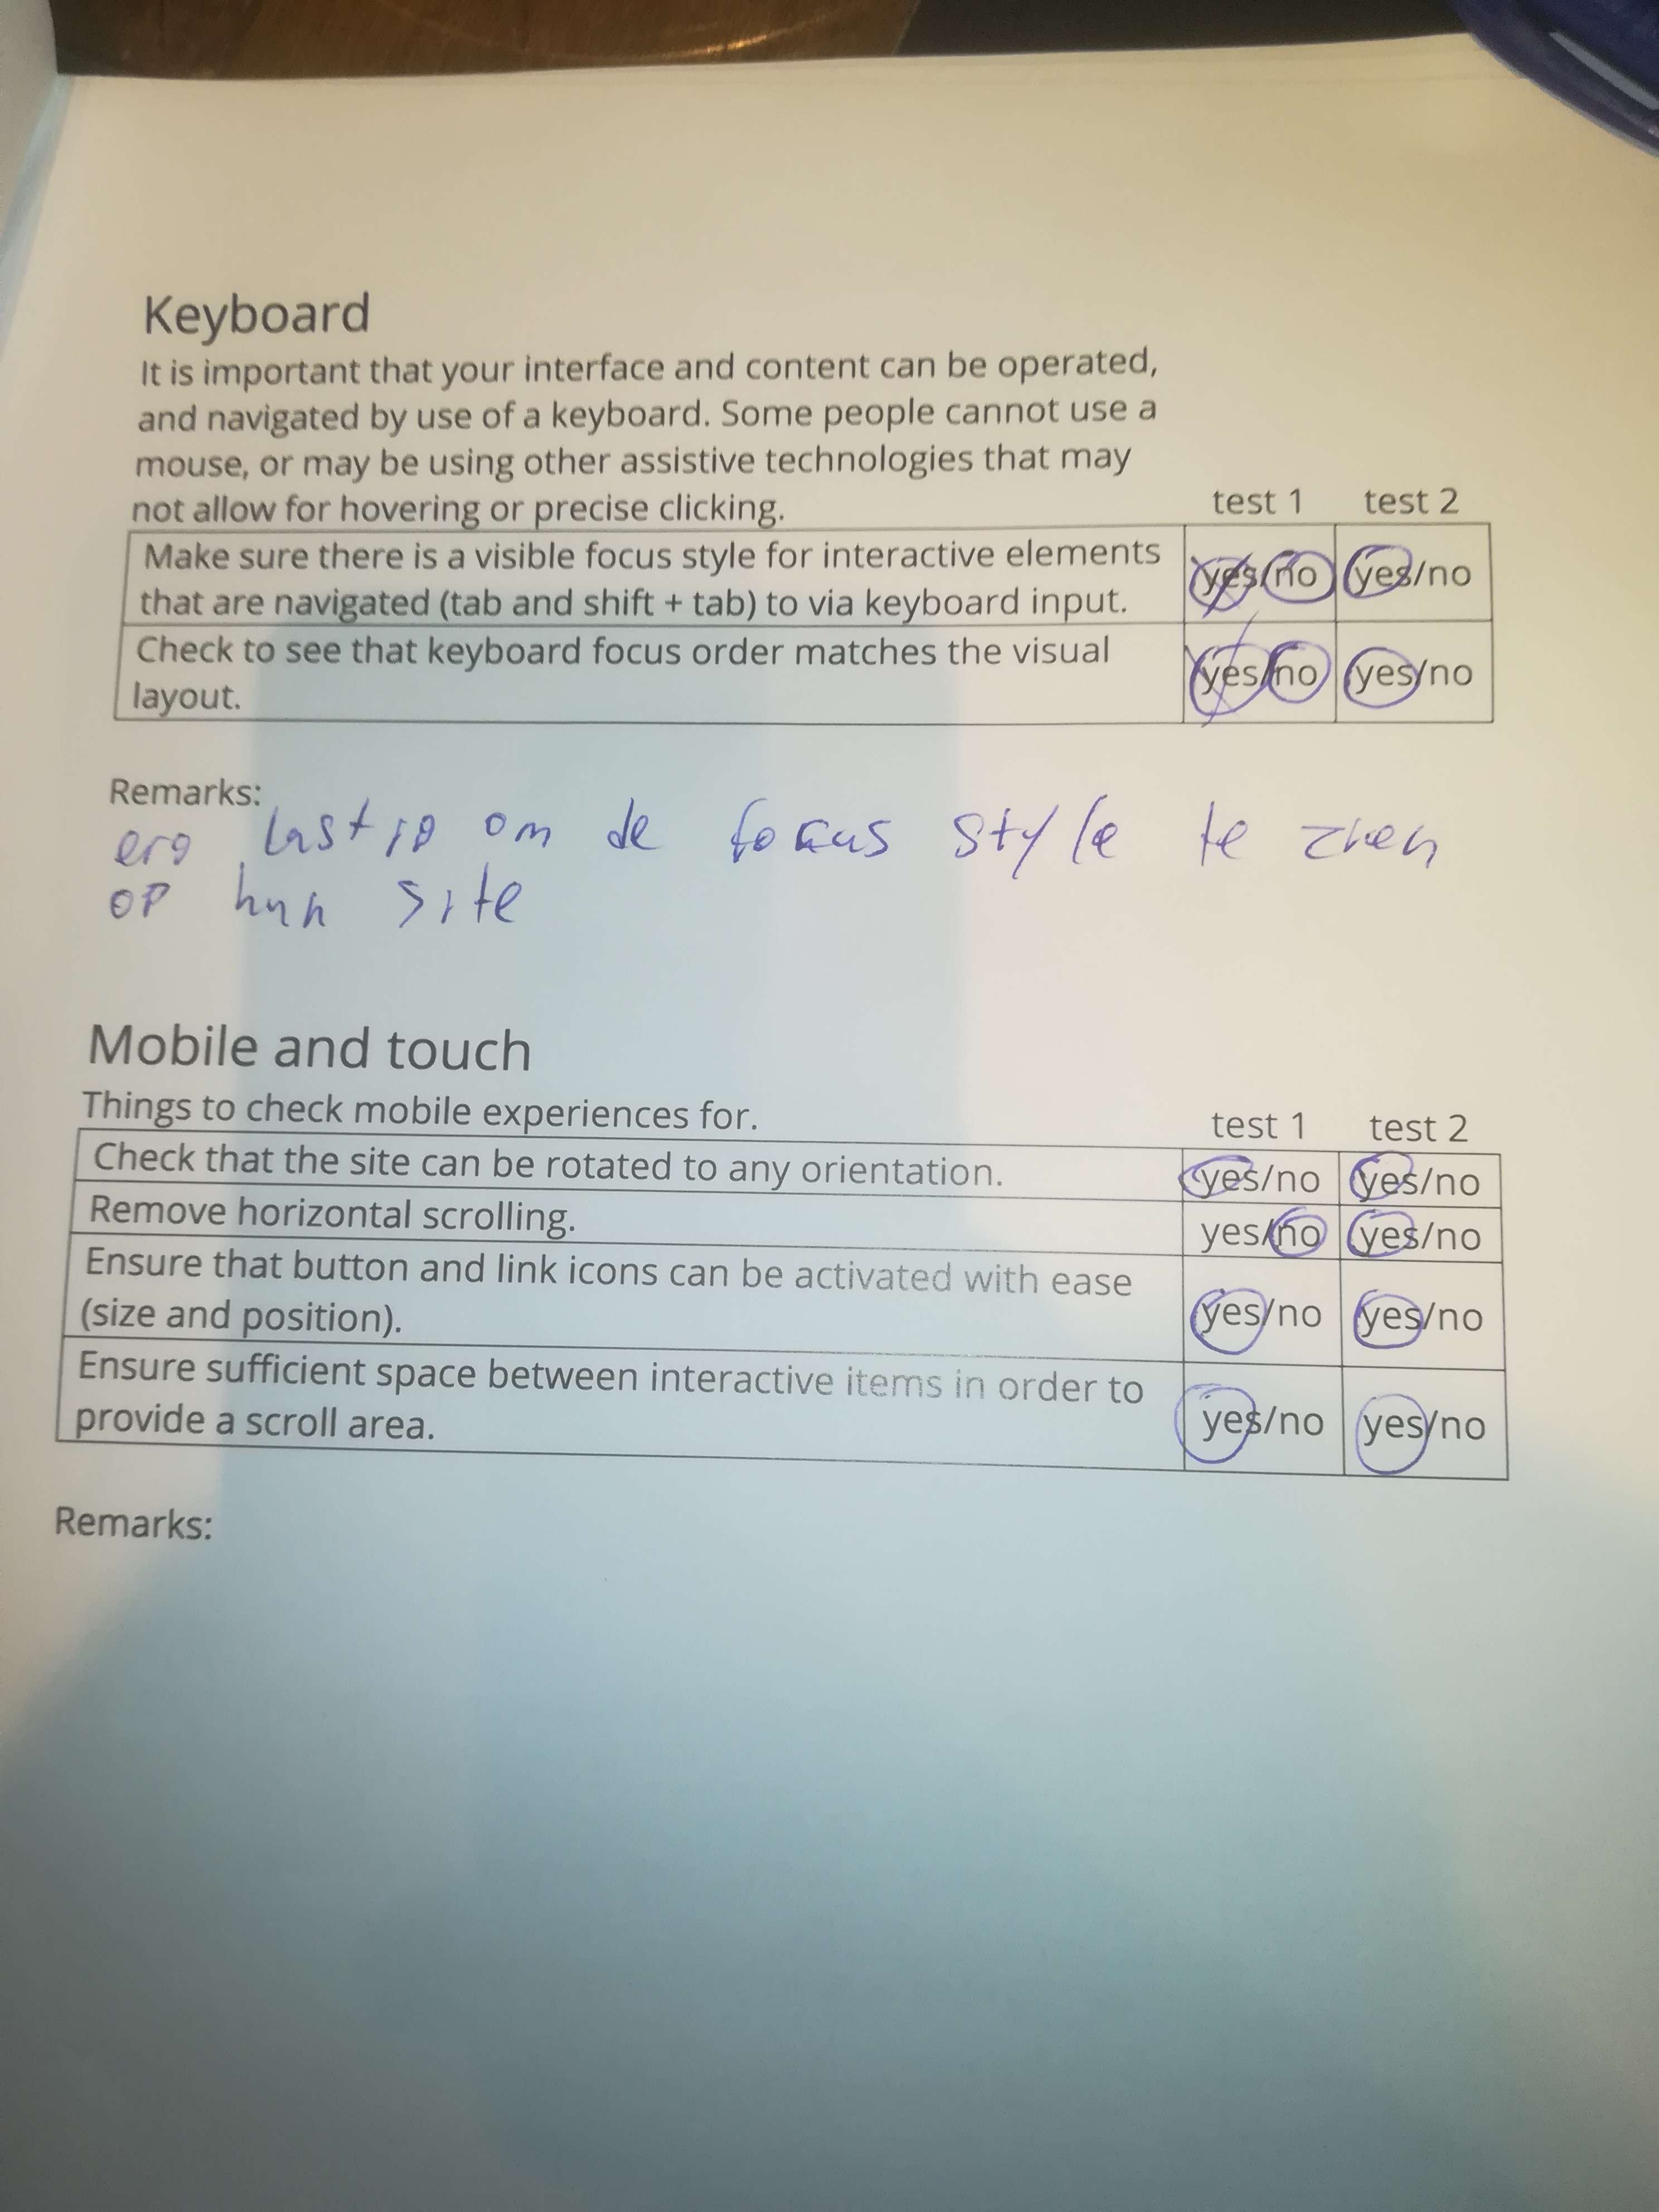 Keyboard
It is important that your interface and content can be operated,
and navigated by use of a keyboard. Some people cannot use a
mouse, or may be using other assistive technologies that may
not allow for hovering or precise clicking. test 1 test 2
Make sure there is a visible focus style for interactive elements
that are navigated (tab and shift + tab) to via keyboard input. yes/no yes/no
Check to see that keyboard focus order matches the visual
layout. yes/no yes/no
Remarks:
erg lastig om de focus style te zien
op hun site
Mobile and touch
Things to check mobile experiences for. test 1 test 2
Check that the site can be rotated to any orientation. yes/no yes/no
Remove horizontal scrolling. yes/no yes/no
Ensure that button and link icons can be activated with ease
(size and position). yes/no yes/no
Ensure sufficient space between interactive items in order to
provide a scroll area. yes/no yes/no
Remarks: